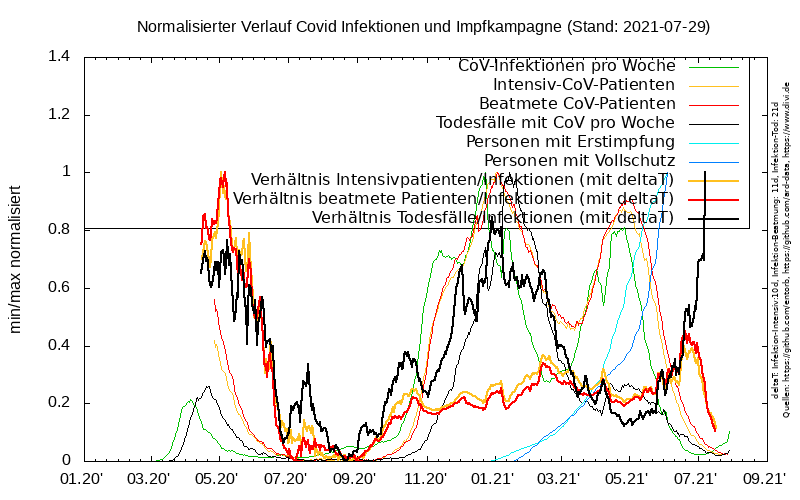 Normalisierter Verlauf Covid Infektionen und Impfkampagne (Stand: 2021-07-29)
min/max normalisiert
1.4
1.2
1
0.8
0.6
0.4
0.2
0
CoV-Infektionen pro Woche
Intensiv-CoV-Patienten
Beatmete CoV-Patienten
Todesfälle mit CoV pro Woche
Personen mit Erstimpfung
Personen mit Vollschutz
Verhältnis Intensivpatienten/Infektionen (mit deltaT)
Verhältnis beatmete Patienten/Infektionen (mit deltaT)
Verhältnis Todesfälle/Infektionen (mit deltaT)
01.20' 03.20' 05.20' 07.20' 09.20' 11.20' 01.21' 03.21' 05.21' 07.21' 09.21'
deltaT: Infektion-Intensiv:10d, Infektion-Beatmung: 11d, Infektion-Tod: 21d
Quellen: https://github.com/entorb, https://github.com/ard-data, https://www.divi.de